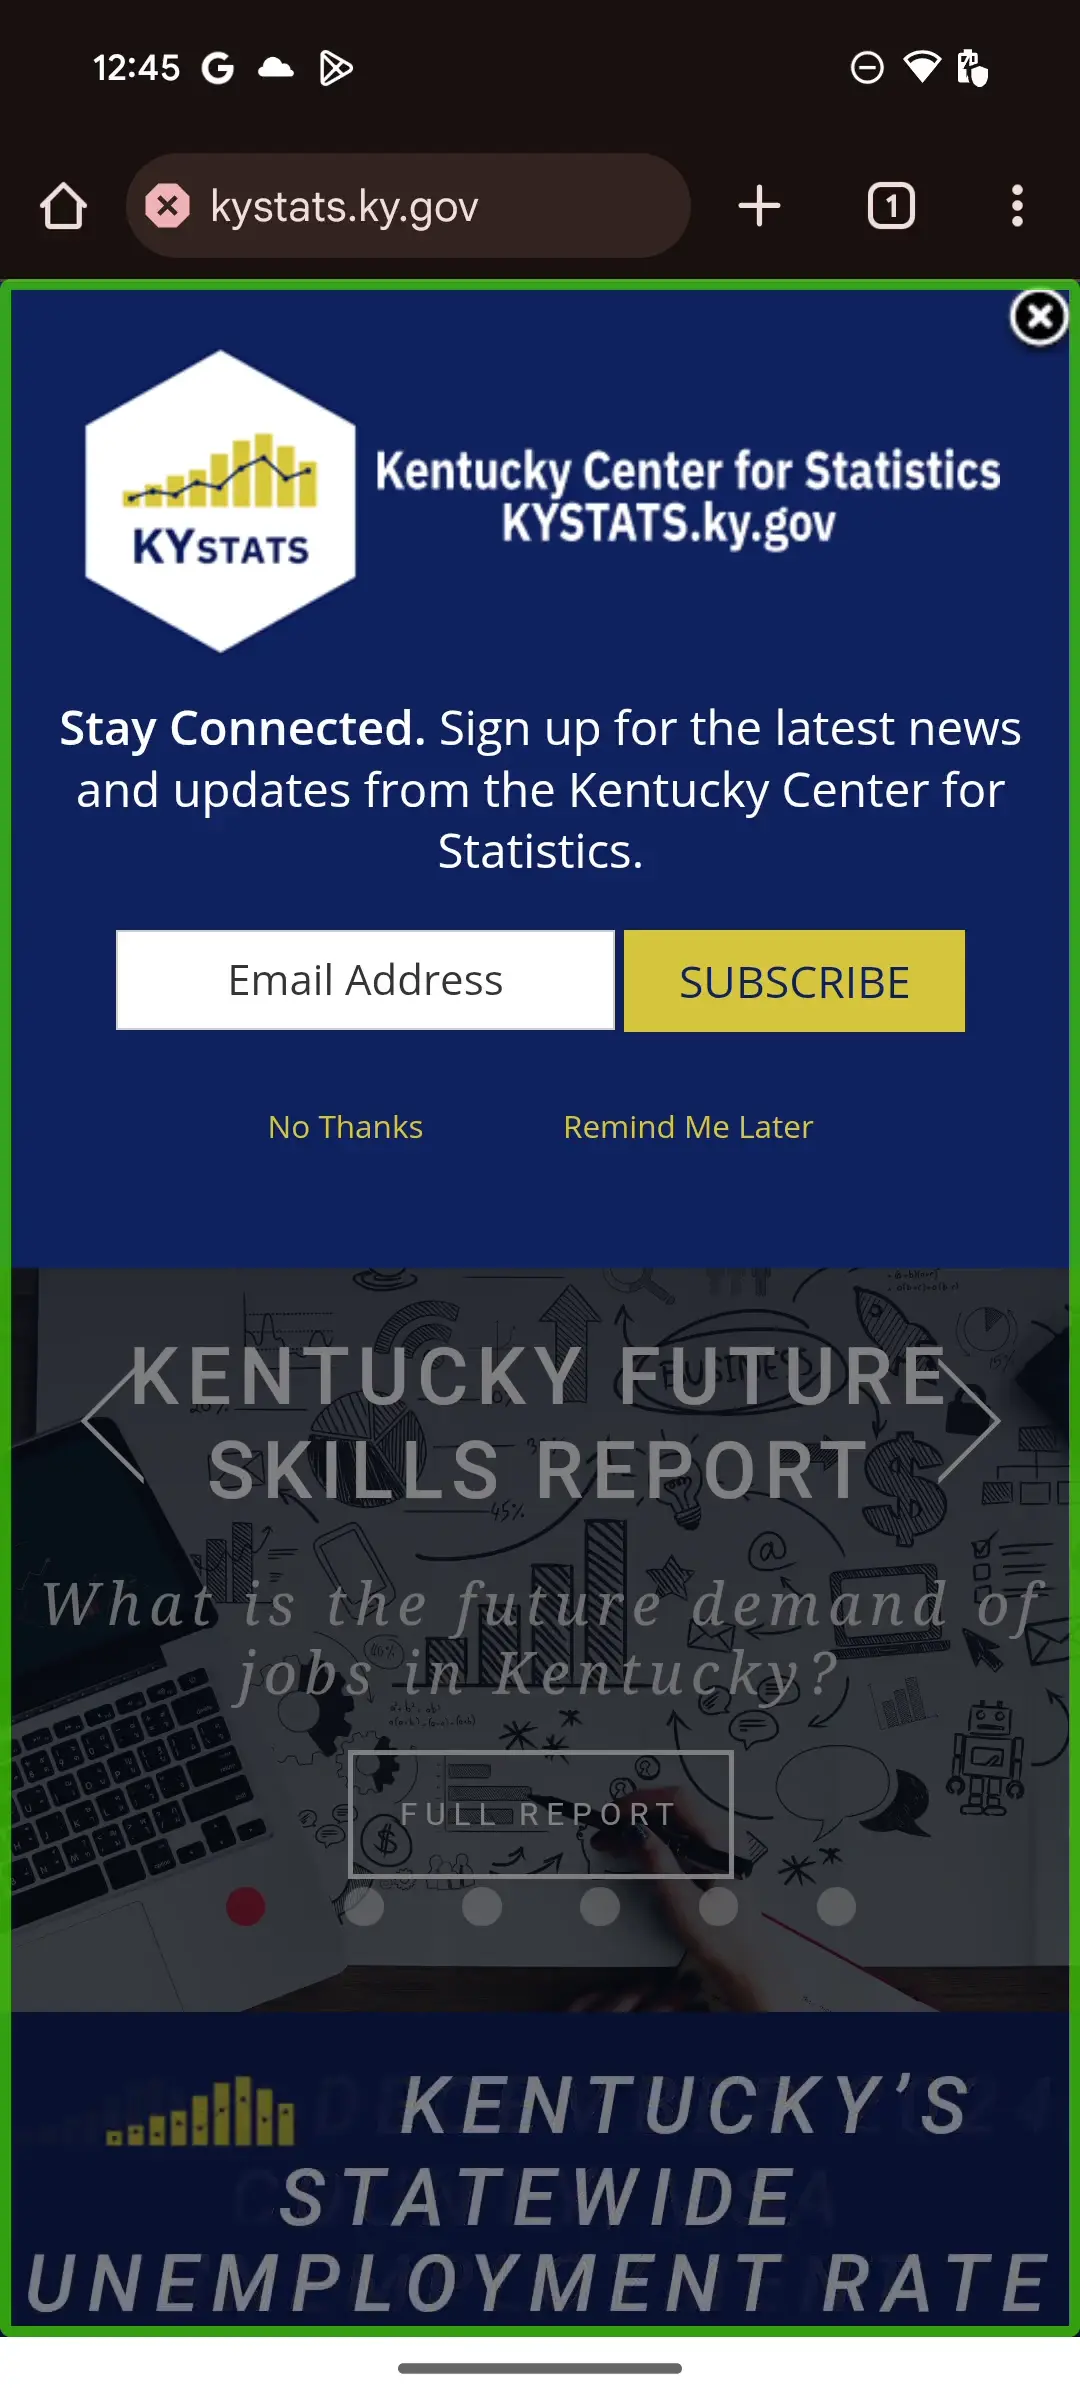 12:45
kystats.ky.gov
1
KYSTATS
Kentucky Center for Statistics
KYSTATS.ky.gov
Stay Connected. Sign up for the latest news
and updates from the Kentucky Center for
Statistics.
Email Address
SUBSCRIBE
No Thanks
Remind Me Later
KENTUCKY FUTURE
SKILLS REPORT
BUSINESS
45%
What is the future demand of
jobs in Kentucky?
FULL REPORT
KENTUCKY'S
STATEWIDE
UNEMPLOYMENT RATE